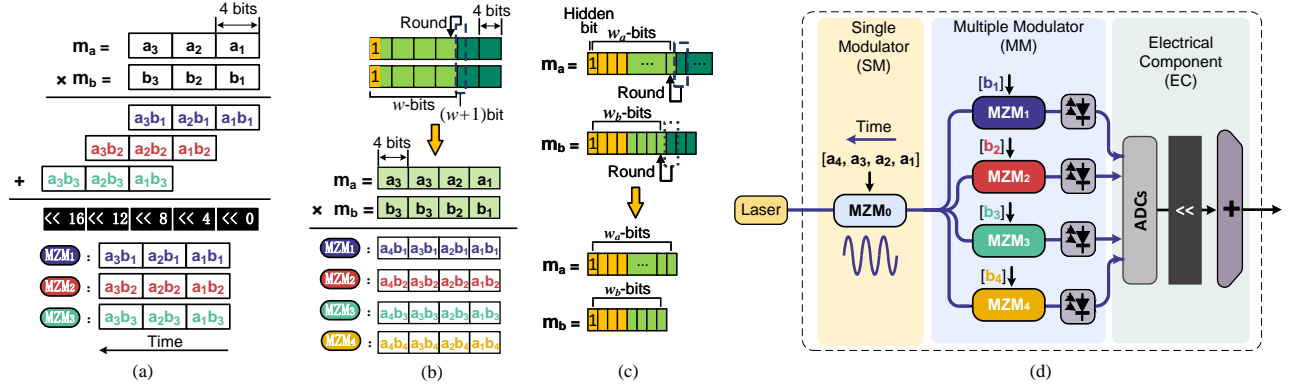 4 bits
mₐ = a₃ a₂ a₁
× m_b = b₃ b₂ b₁
a₃b₁ a₂b₁ a₁b₁
a₃b₂ a₂b₂ a₁b₂
+ a₃b₃ a₂b₃ a₁b₃
<< 16 << 12 << 8 << 4 << 0
MZM₁ : a₃b₁ a₂b₁ a₁b₁
MZM₂ : a₃b₂ a₂b₂ a₁b₂
MZM₃ : a₃b₃ a₂b₃ a₁b₃
Time
(a)
Round 4 bits
1
1
w-bits (w+1)bit
4 bits
mₐ = a₃ a₃ a₂ a₁
× m_b = b₃ b₃ b₂ b₁
MZM₁ : a₄b₁ a₃b₁ a₂b₁ a₁b₁
MZM₂ : a₄b₂ a₃b₂ a₂b₂ a₁b₂
MZM₃ : a₄b₃ a₃b₃ a₂b₃ a₁b₃
MZM₄ : a₄b₄ a₃b₄ a₂b₄ a₁b₄
(b)
Hidden
bit
wₐ-bits
mₐ = 1 ... ...
Round
w_b-bits
m_b = 1
Round
wₐ-bits
mₐ = 1 ...
w_b-bits
m_b = 1
(c)
Single
Modulator
(SM)
Multiple Modulator
(MM)
Electrical
Component
(EC)
Time
[a₄, a₃, a₂, a₁]
Laser
MZM₀
[b₁]
MZM₁
[b₂]
MZM₂
[b₃]
MZM₃
[b₄]
MZM₄
ADCs
<<
+
(d)